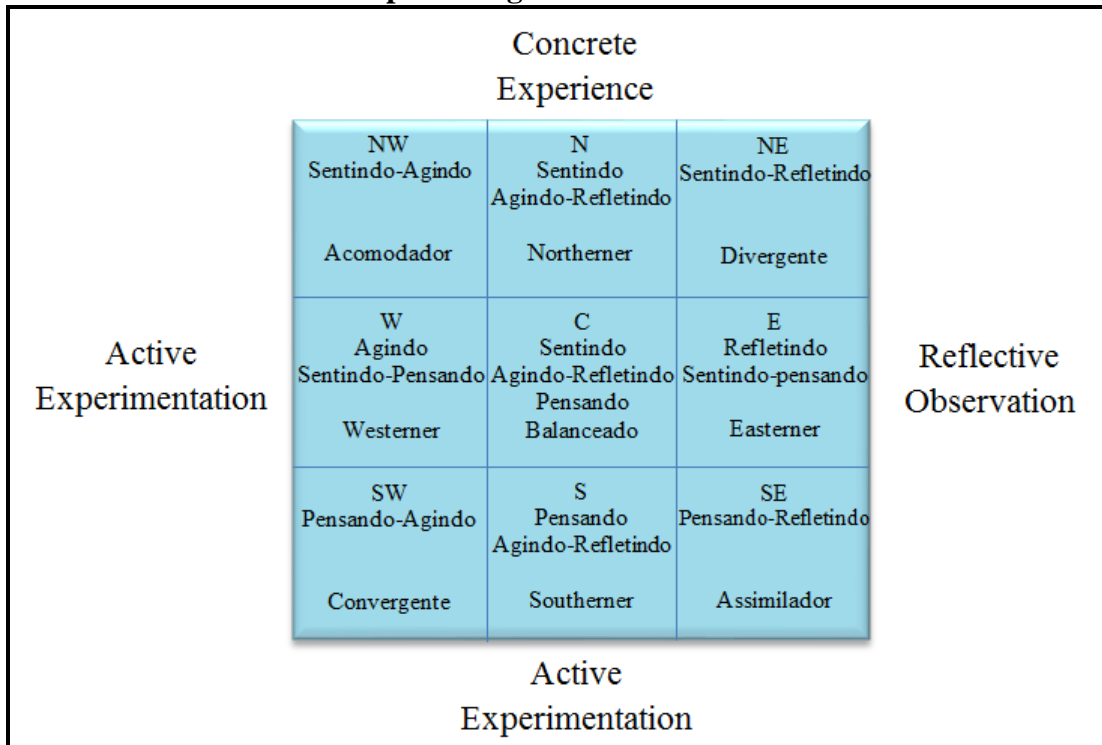 Concrete
Experience
NW
Sentindo-Agindo
Acomodador
N
Sentindo
Agindo-Refletindo
Northerner
NE
Sentindo-Refletindo
Divergente
Active
Experimentation
W
Agindo
Sentindo-Pensando
Westerner
C
Sentindo
Agindo-Refletindo
Pensando
Balanceado
E
Refletindo
Sentindo-pensando
Easterner
Reflective
Observation
SW
Pensando-Agindo
Convergente
S
Pensando
Agindo-Refletindo
Southerner
SE
Pensando-Refletindo
Assimilador
Active
Experimentation